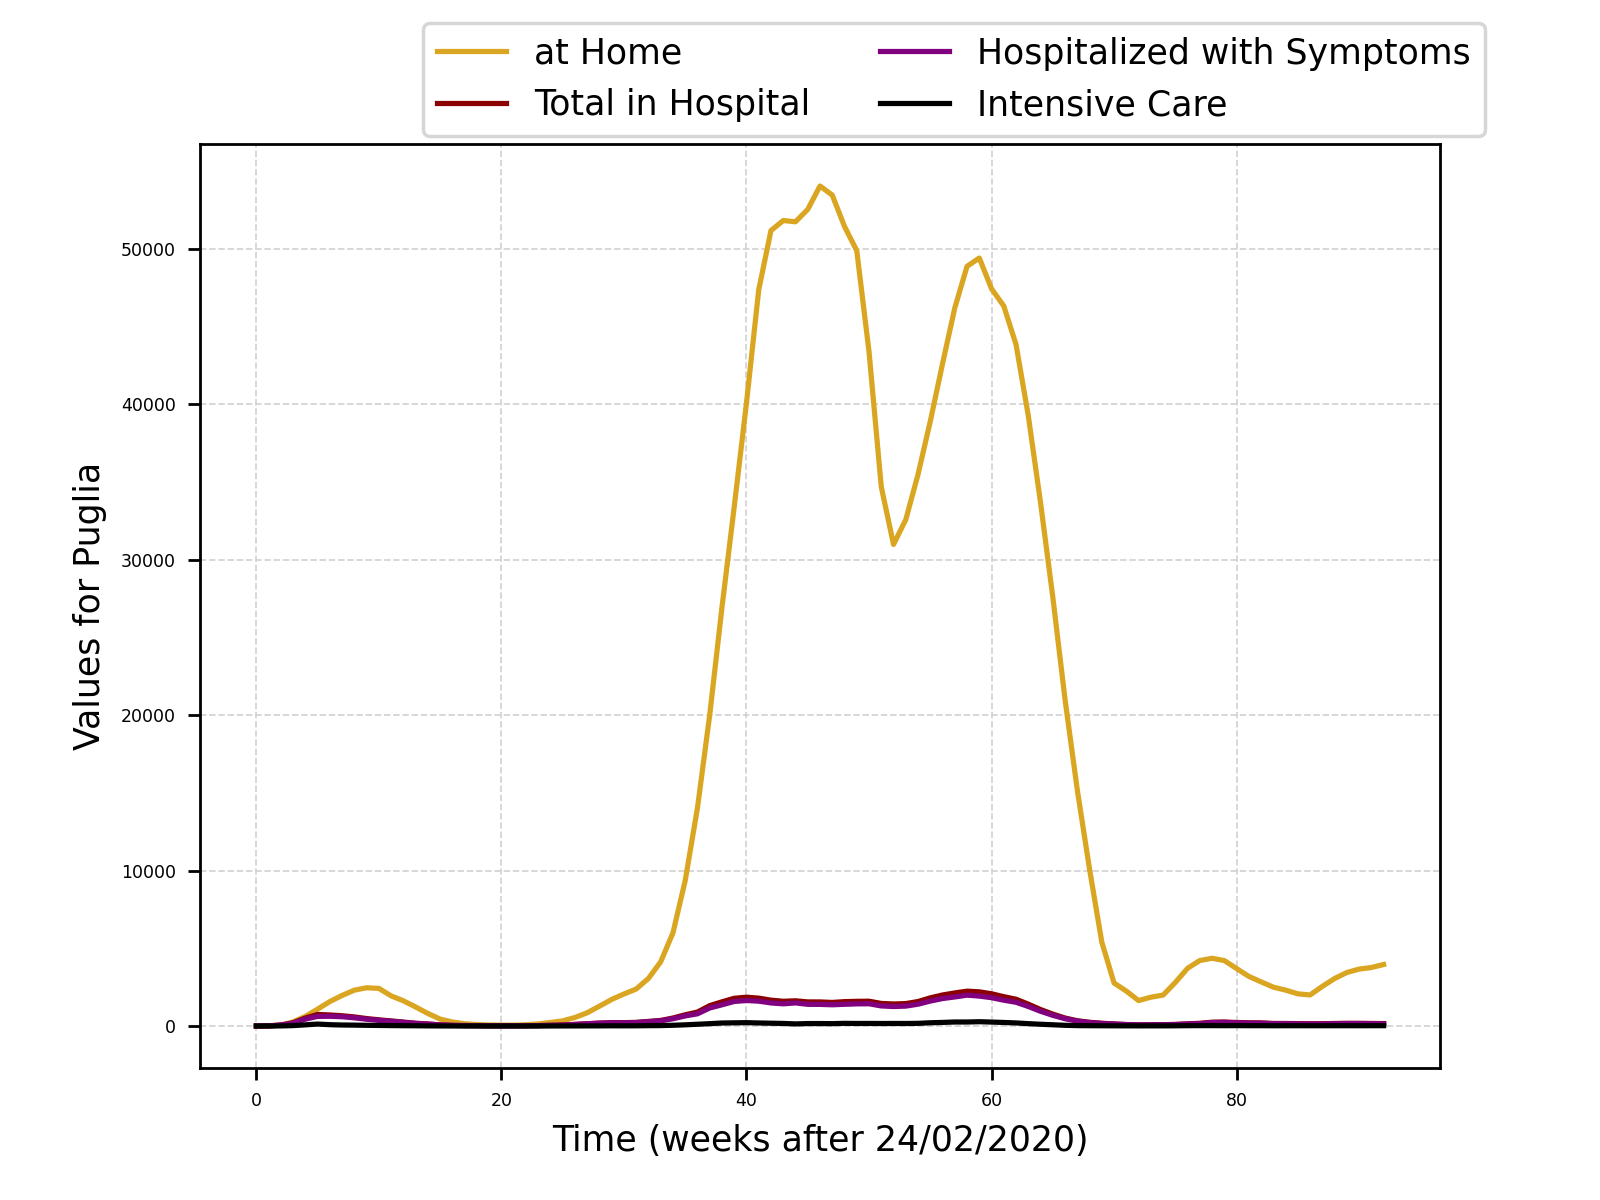 at Home
Total in Hospital
Hospitalized with Symptoms
Intensive Care
Values for Puglia
50000
40000
30000
20000
10000
0
0 20 40 60 80
Time (weeks after 24/02/2020)